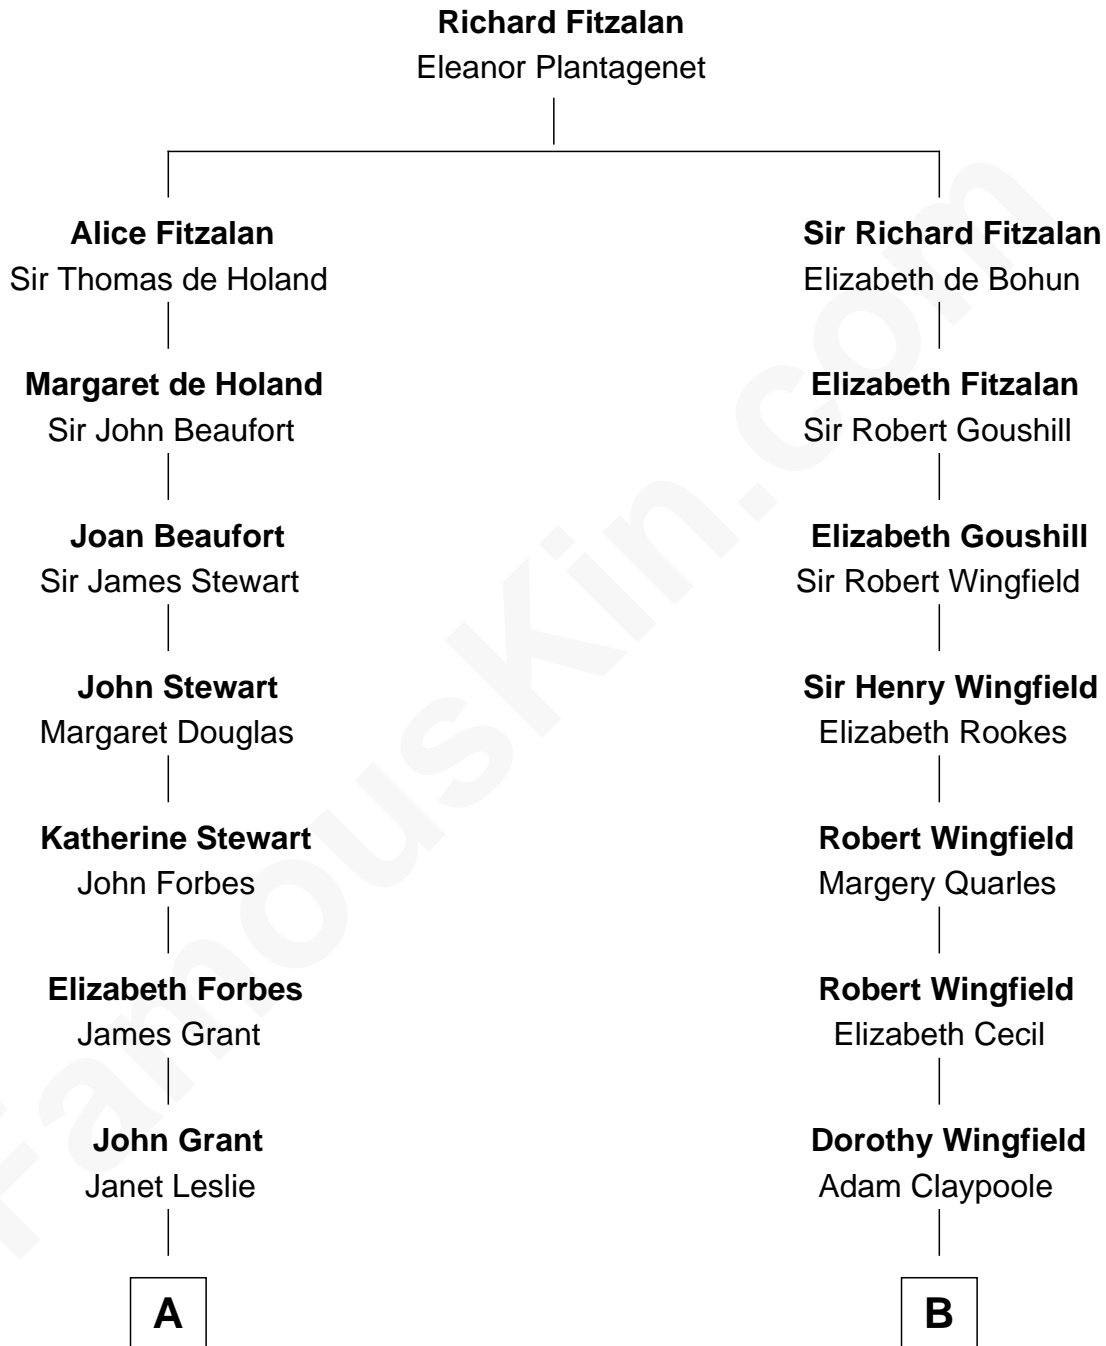 Richard Fitzalan
Eleanor Plantagenet
Alice Fitzalan
Sir Thomas de Holand
Margaret de Holand
Sir John Beaufort
Joan Beaufort
Sir James Stewart
John Stewart
Margaret Douglas
Katherine Stewart
John Forbes
Elizabeth Forbes
James Grant
John Grant
Janet Leslie
A
Sir Richard Fitzalan
Elizabeth de Bohun
Elizabeth Fitzalan
Sir Robert Goushill
Elizabeth Goushill
Sir Robert Wingfield
Sir Henry Wingfield
Elizabeth Rookes
Robert Wingfield
Margery Quarles
Robert Wingfield
Elizabeth Cecil
Dorothy Wingfield
Adam Claypoole
B
FamousKin.com